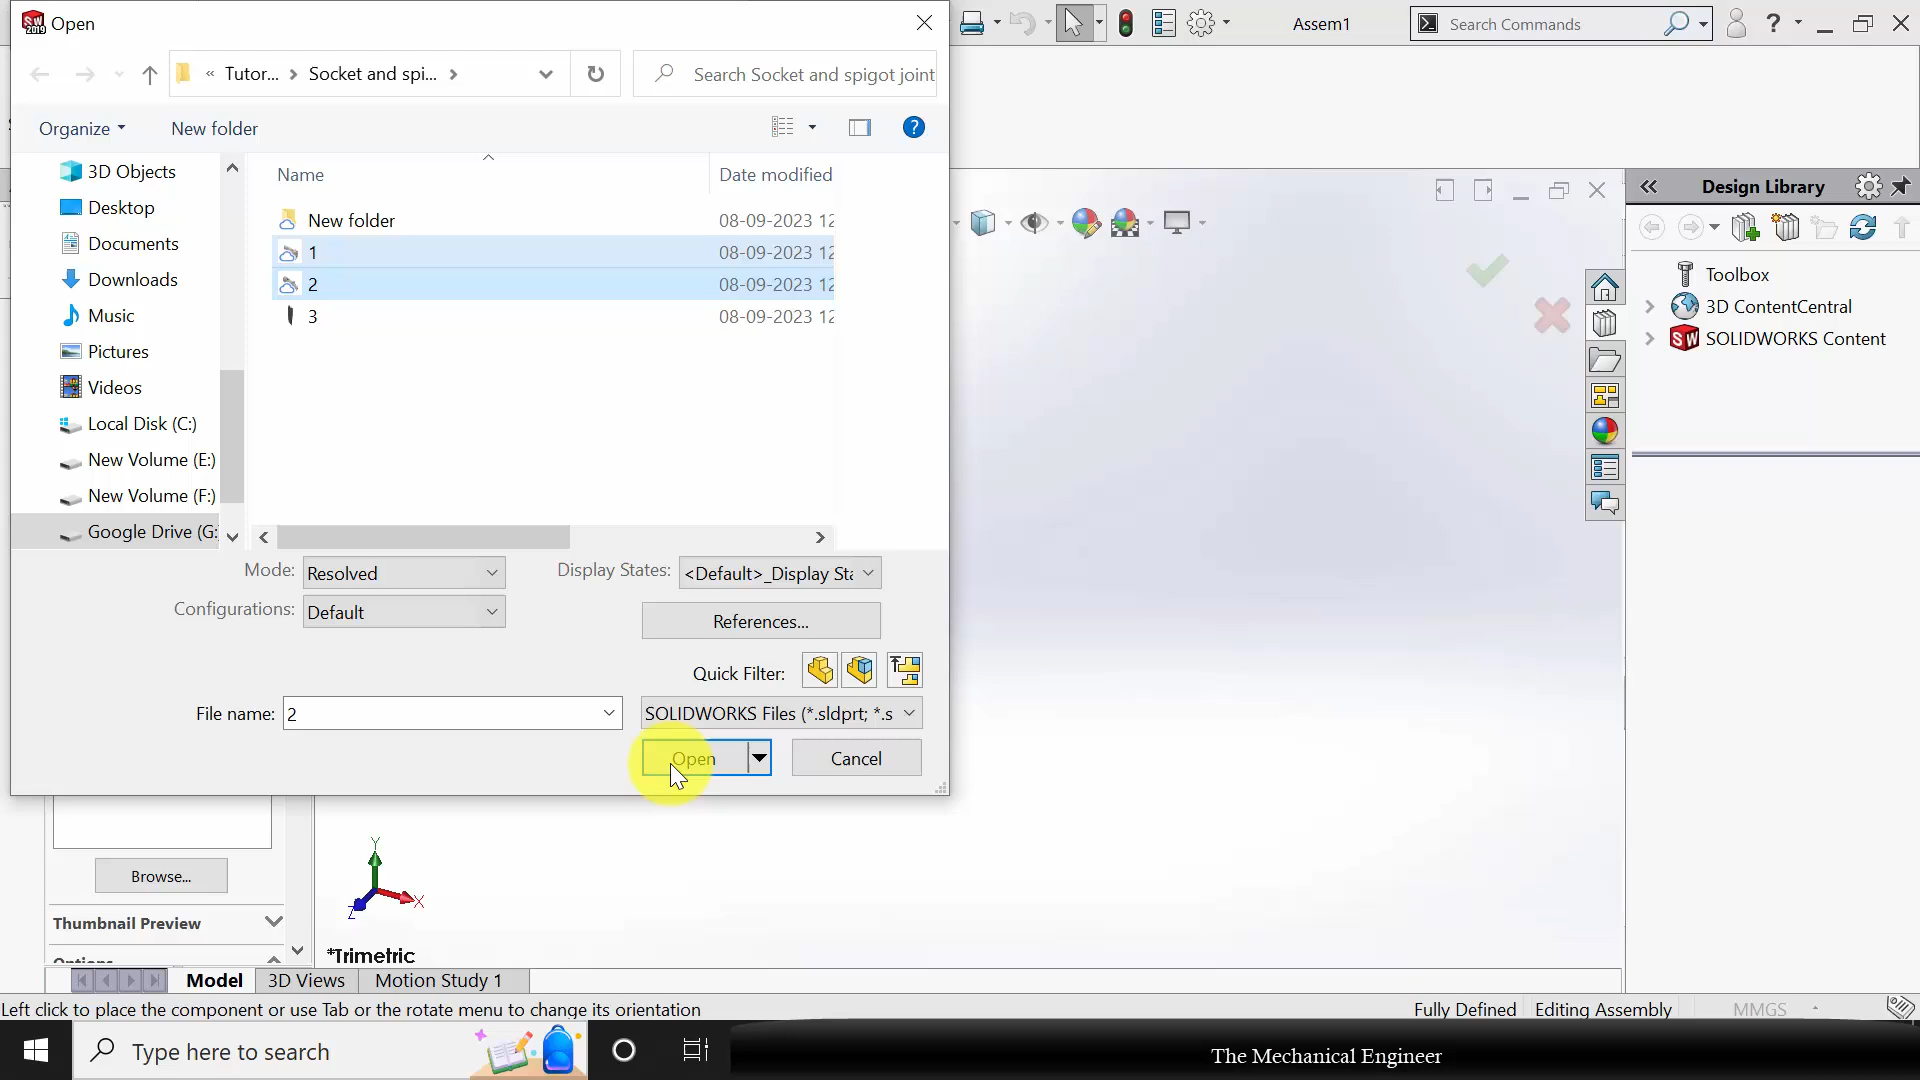 Open
Assem1
Search Commands
« Tutor... > Socket and spi... >
Search Socket and spigot joint
Organize
New folder
3D Objects
Desktop
Documents
Downloads
Music
Pictures
Videos
Local Disk (C:)
New Volume (E:)
New Volume (F:)
Google Drive (G:
Name
Date modified
New folder
08-09-2023 12
1
08-09-2023 12
2
08-09-2023 12
3
08-09-2023 12
Mode:
Resolved
Display States:
<Default>_Display Sta
Configurations:
Default
References...
Quick Filter:
File name:
2
SOLIDWORKS Files (*.sldprt; *.s
Open
Cancel
Design Library
Toolbox
3D ContentCentral
SOLIDWORKS Content
Browse...
Thumbnail Preview
Options
Y
X
Z
*Trimetric
Model
3D Views
Motion Study 1
Left click to place the component or use Tab or the rotate menu to change its orientation
Fully Defined
Editing Assembly
MMGS
Type here to search
The Mechanical Engineer